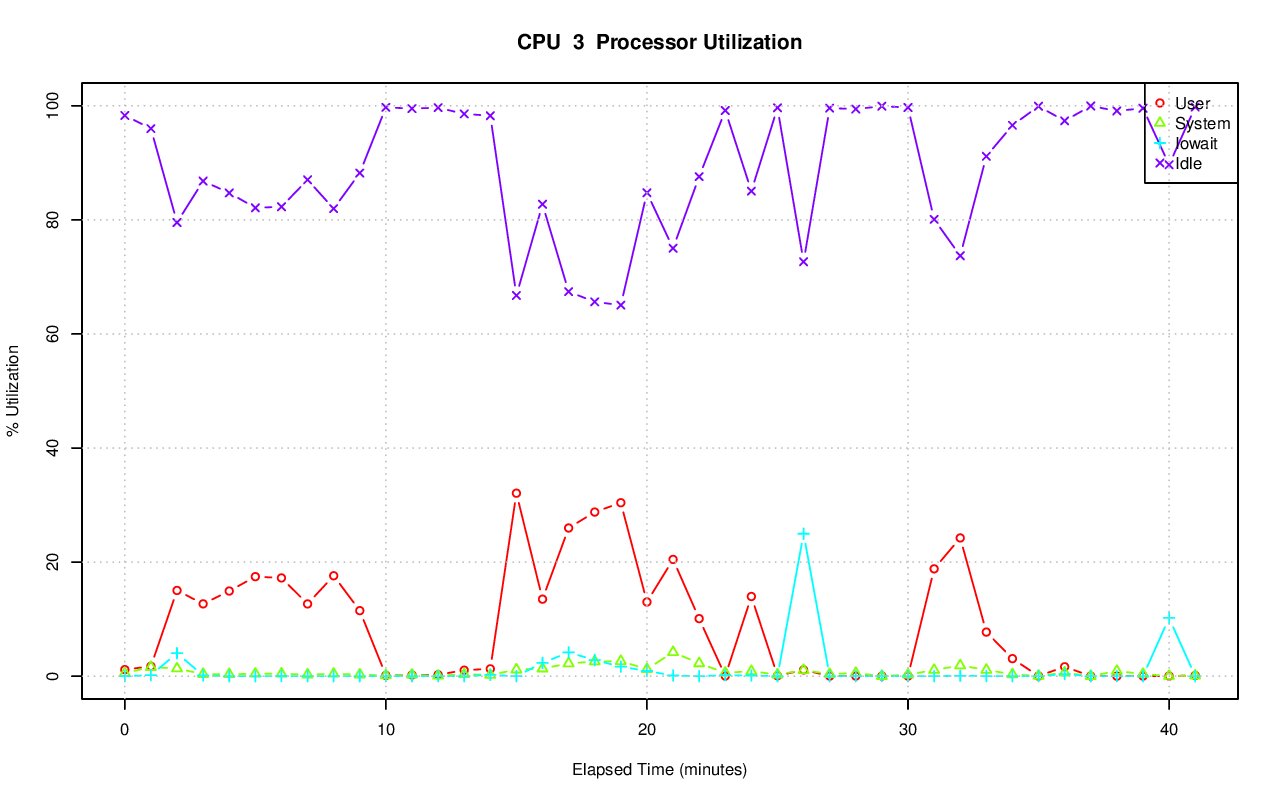 CPU  3  Processor Utilization
100
80
60
40
20
0
% Utilization
User
System
Iowait
Idle
0 10 20 30 40
Elapsed Time (minutes)